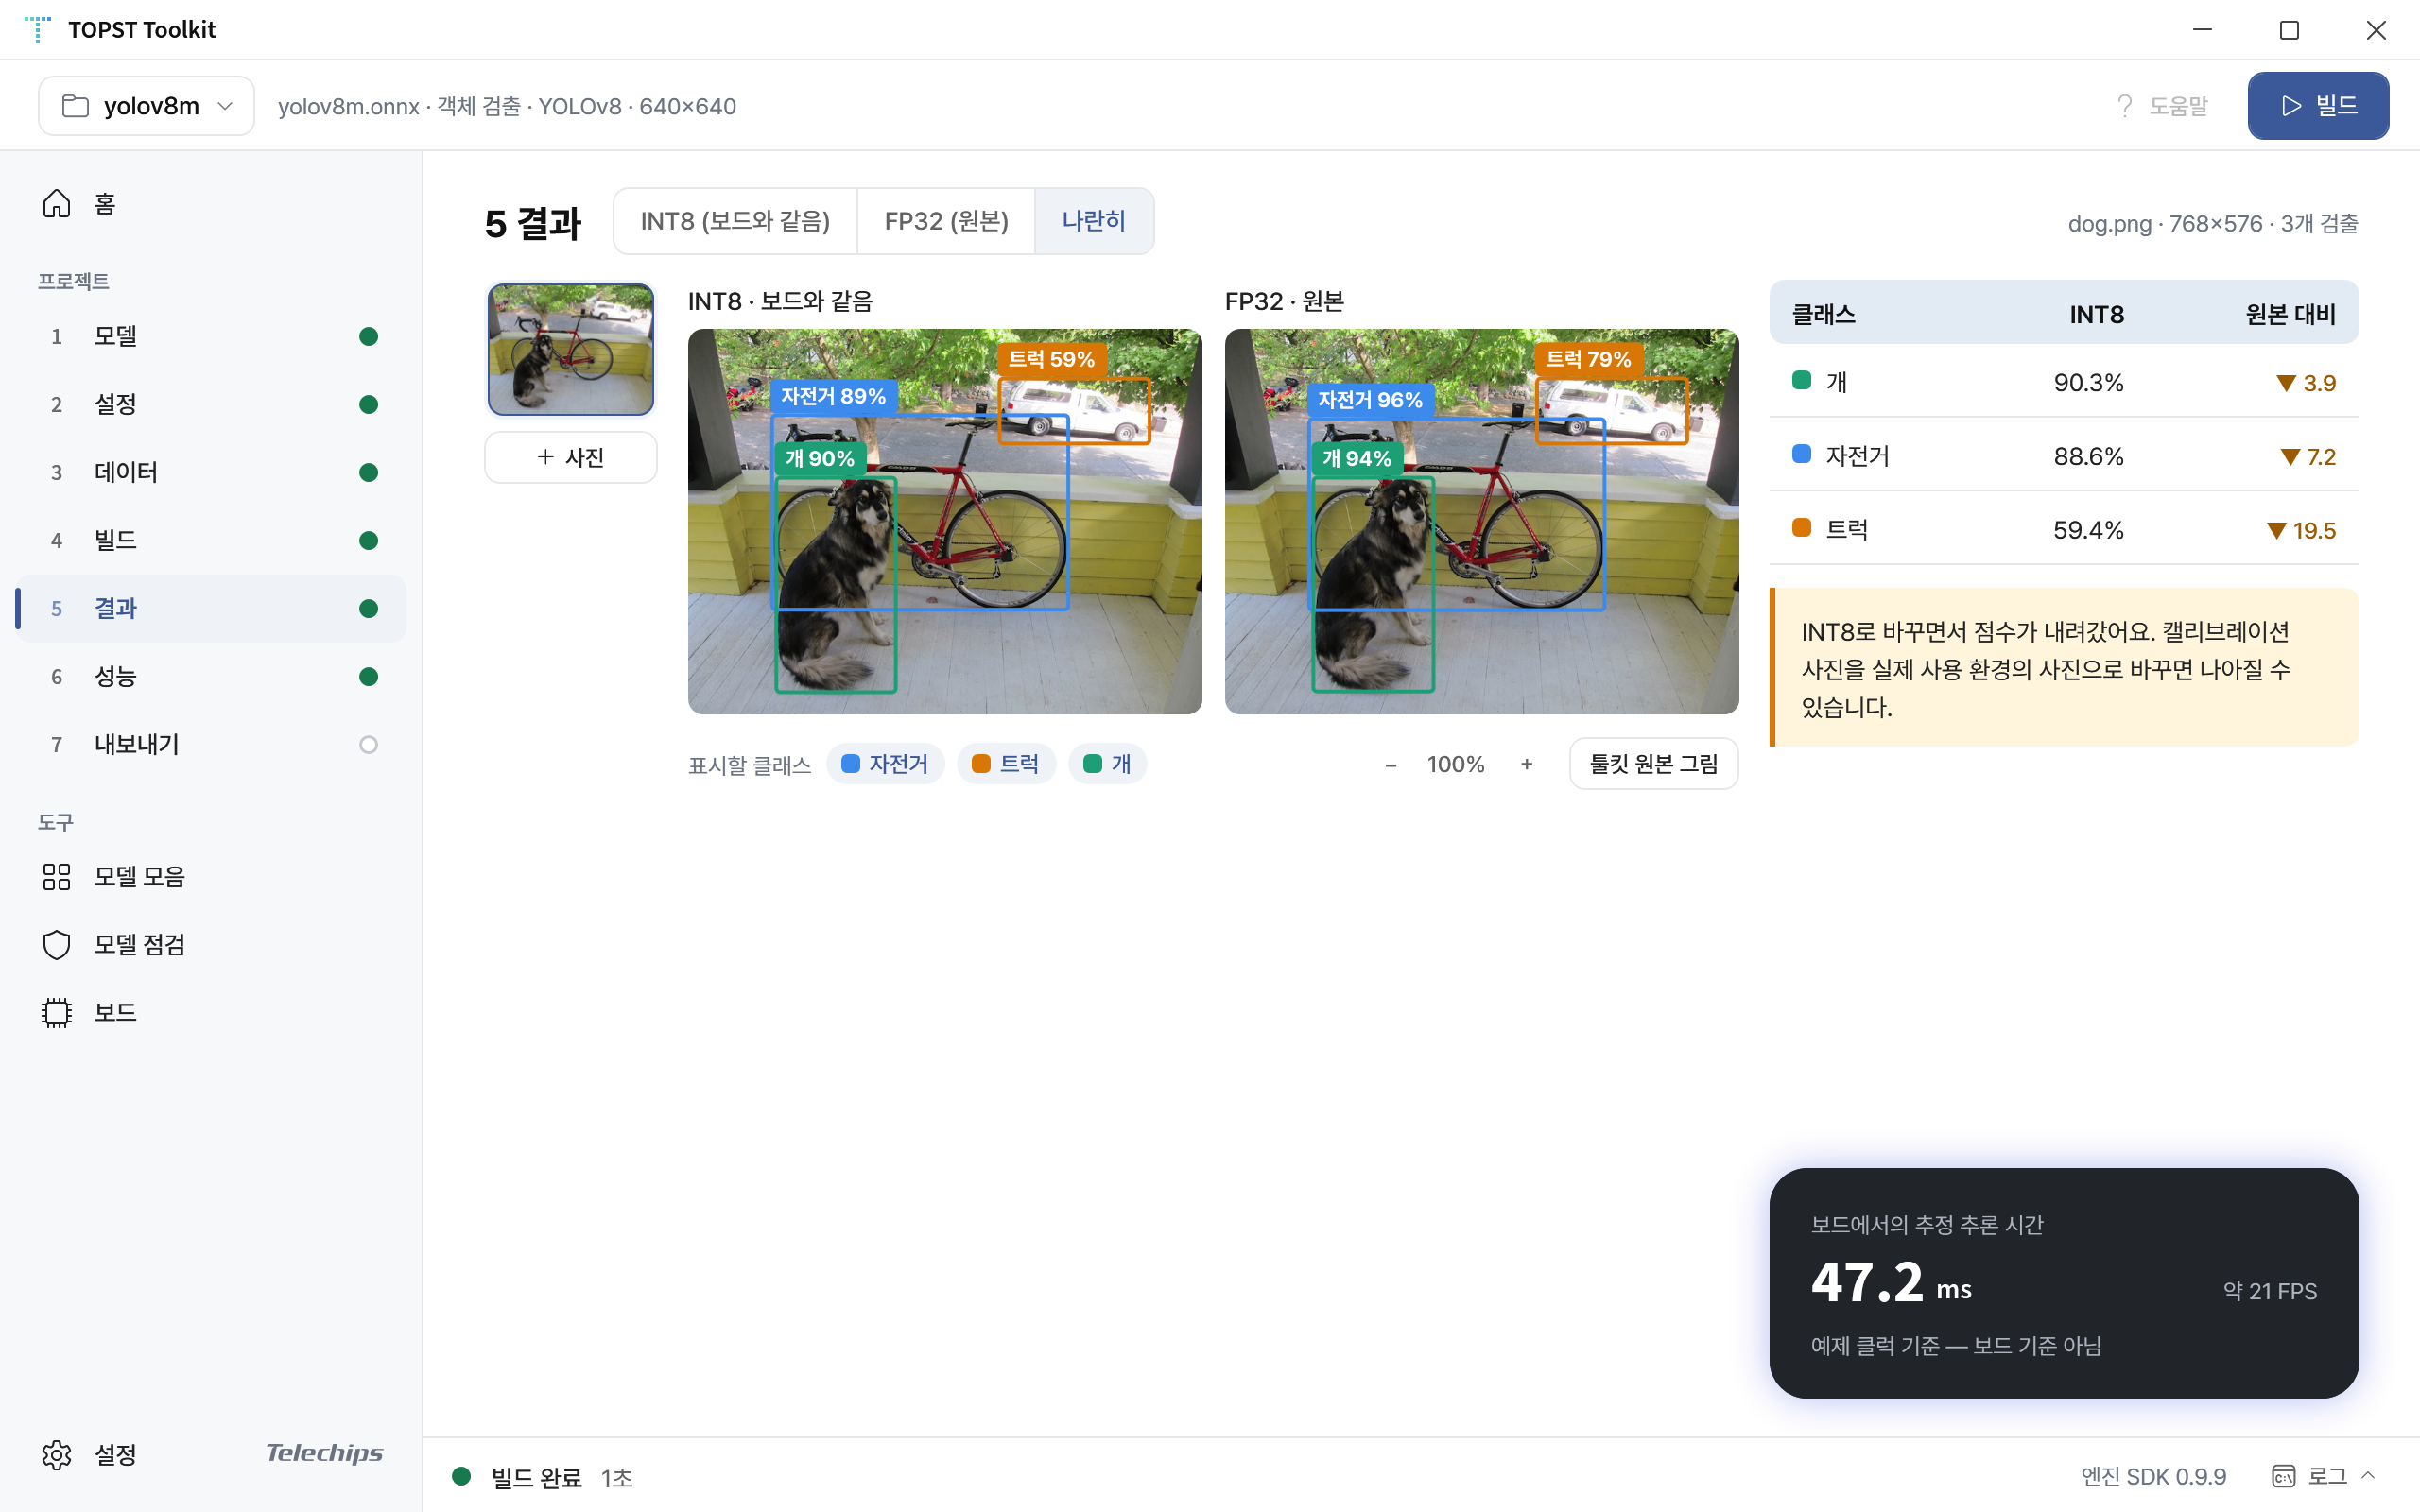 TOPST Toolkit
yolov8m
yolov8m.onnx · 객체 검출 · YOLOv8 · 640×640
? 도움말
빌드
홈
프로젝트
1 모델
2 설정
3 데이터
4 빌드
5 결과
6 성능
7 내보내기
도구
모델 모음
모델 점검
보드
설정
Telechips
5 결과
INT8 (보드와 같음)
FP32 (원본)
나란히
dog.png · 768×576 · 3개 검출
+ 사진
INT8 · 보드와 같음
트럭 59%
자전거 89%
개 90%
FP32 · 원본
트럭 79%
자전거 96%
개 94%
표시할 클래스
자전거
트럭
개
− 100% +
툴킷 원본 그림
클래스 INT8 원본 대비
개 90.3% ▼ 3.9
자전거 88.6% ▼ 7.2
트럭 59.4% ▼ 19.5
INT8로 바꾸면서 점수가 내려갔어요. 캘리브레이션
사진을 실제 사용 환경의 사진으로 바꾸면 나아질 수
있습니다.
보드에서의 추정 추론 시간
47.2 ms
약 21 FPS
예제 클럭 기준 — 보드 기준 아님
빌드 완료 1초
엔진 SDK 0.9.9
로그